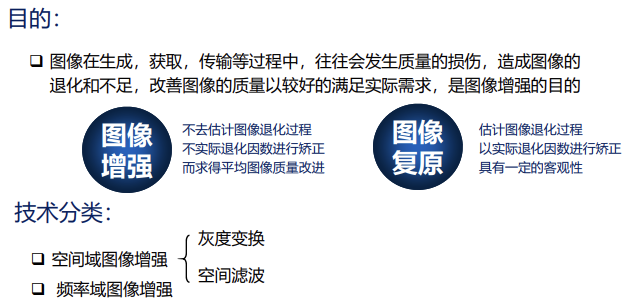 目的：
❑ 图像在生成，获取，传输等过程中，往往会发生质量的损伤，造成图像的
退化和不足，改善图像的质量以较好的满足实际需求，是图像增强的目的
图像
增强
不去估计图像退化过程
不实际退化因数进行矫正
而求得平均图像质量改进
图像
复原
估计图像退化过程
以实际退化因数进行矫正
具有一定的客观性
技术分类：
❑ 空间域图像增强
灰度变换
空间滤波
❑ 频率域图像增强